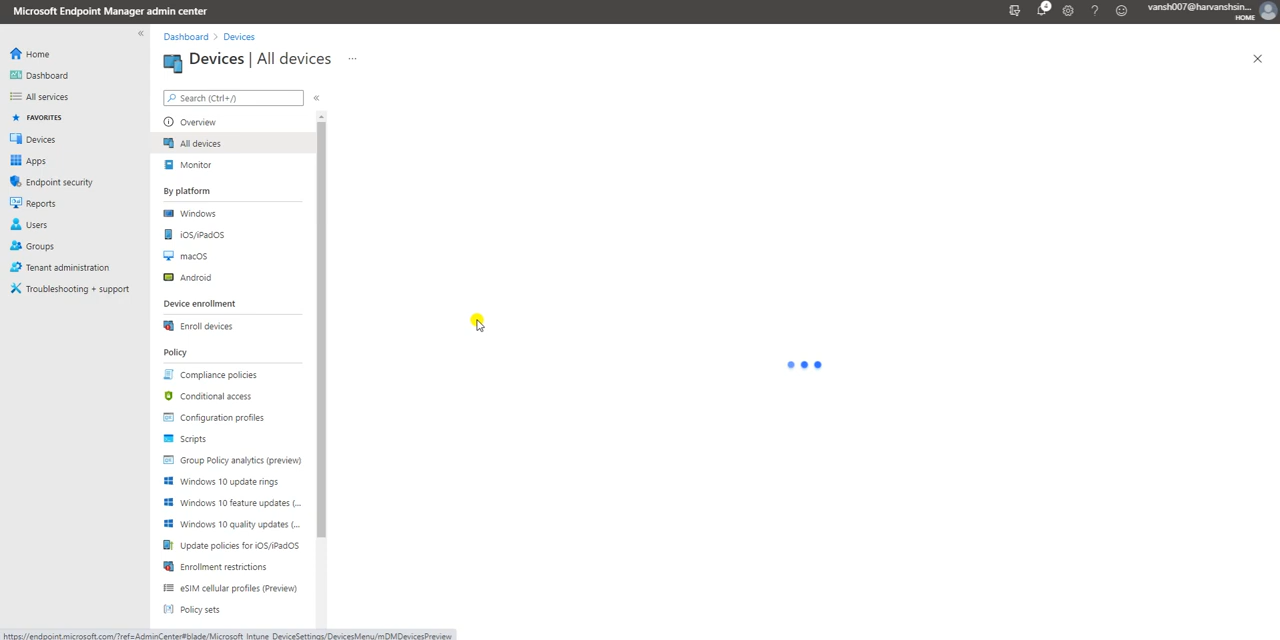 Microsoft Endpoint Manager admin center
4
vansh007@harvanshsin...
HOME
«
Home
Dashboard
All services
FAVORITES
Devices
Apps
Endpoint security
Reports
Users
Groups
Tenant administration
Troubleshooting + support
Dashboard > Devices
Devices | All devices ...
Search (Ctrl+/)
«
Overview
All devices
Monitor
By platform
Windows
iOS/iPadOS
macOS
Android
Device enrollment
Enroll devices
Policy
Compliance policies
Conditional access
Configuration profiles
Scripts
Group Policy analytics (preview)
Windows 10 update rings
Windows 10 feature updates (...
Windows 10 quality updates (...
Update policies for iOS/iPadOS
Enrollment restrictions
eSIM cellular profiles (Preview)
Policy sets
https://endpoint.microsoft.com/?ref=AdminCenter#blade/Microsoft_Intune_DeviceSettings/DevicesMenu/mDMDevicesPreview